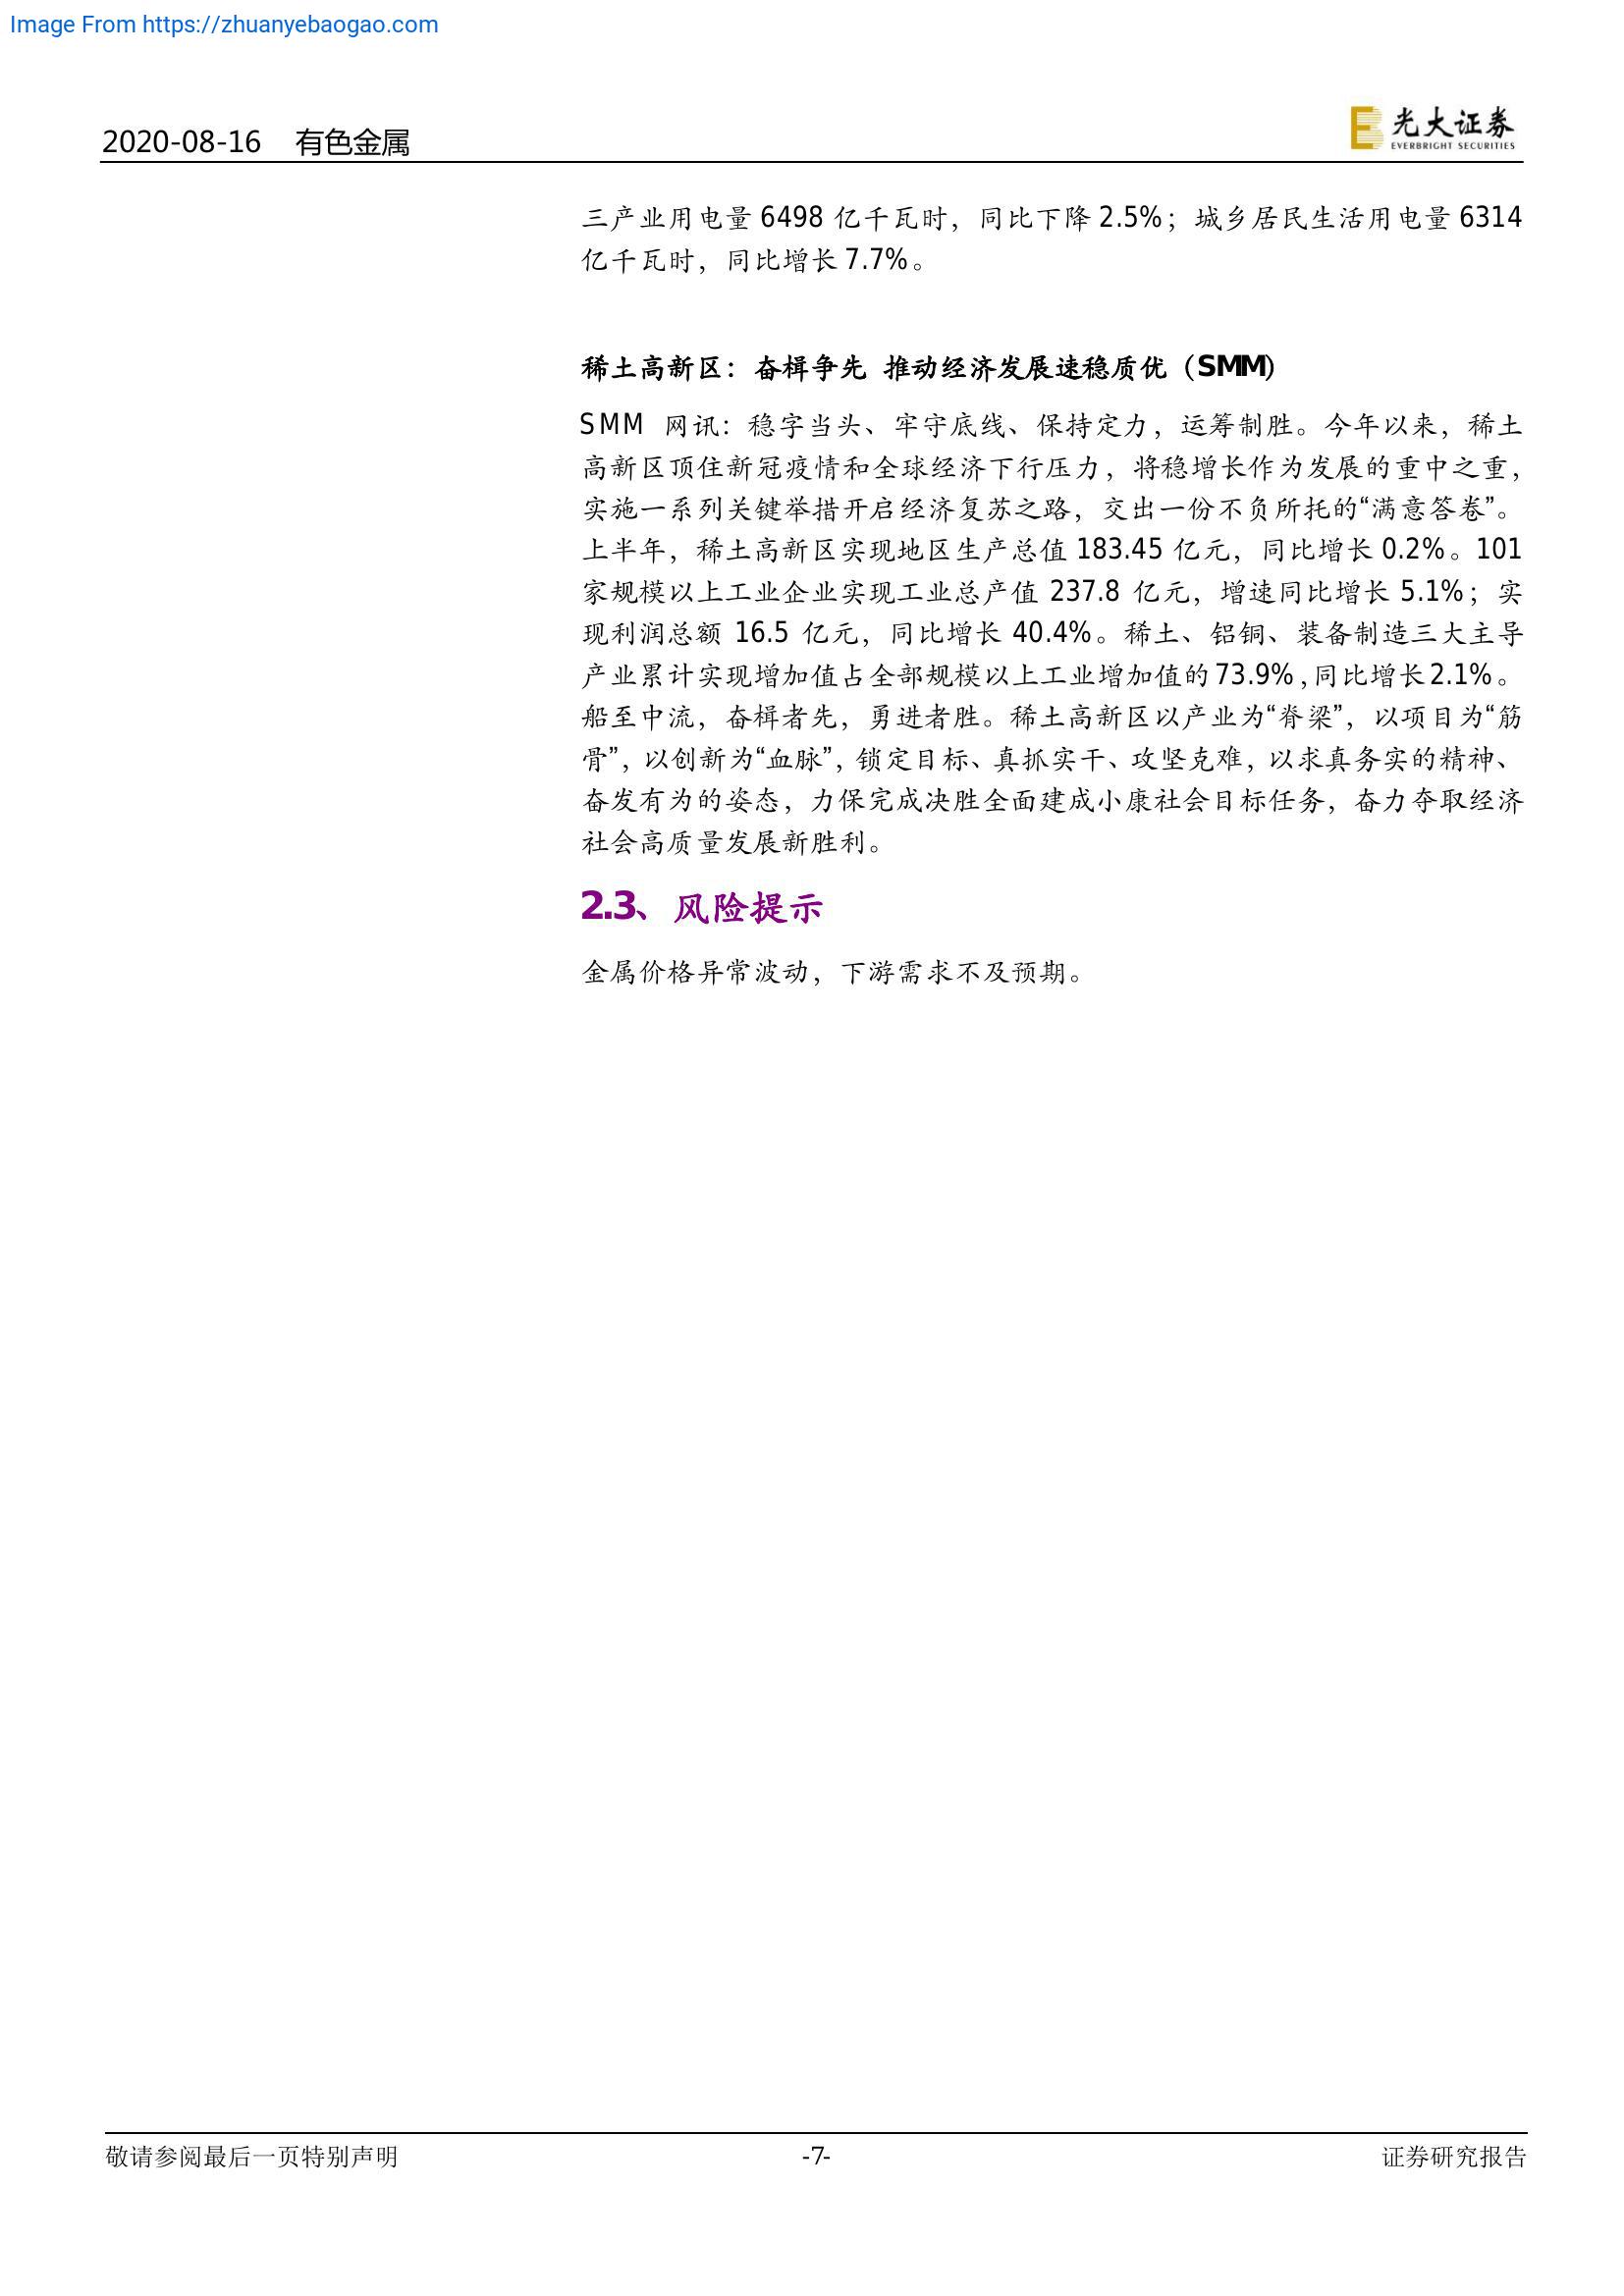 Image From https://zhuanyebaogao.com
2020-08-16 有色金属
光大证券
EVERBRIGHT SECURITIES
三产业用电量 6498 亿千瓦时，同比下降 2.5%；城乡居民生活用电量 6314
亿千瓦时，同比增长 7.7%。
稀土高新区：奋楫争先 推动经济发展速稳质优（SMM）
SMM 网讯：稳字当头、牢守底线、保持定力，运筹制胜。今年以来，稀土
高新区顶住新冠疫情和全球经济下行压力，将稳增长作为发展的重中之重，
实施一系列关键举措开启经济复苏之路，交出一份不负所托的“满意答卷”。
上半年，稀土高新区实现地区生产总值 183.45 亿元，同比增长 0.2%。101
家规模以上工业企业实现工业总产值 237.8 亿元，增速同比增长 5.1%；实
现利润总额 16.5 亿元，同比增长 40.4%。稀土、铝铜、装备制造三大主导
产业累计实现增加值占全部规模以上工业增加值的 73.9%，同比增长 2.1%。
船至中流，奋楫者先，勇进者胜。稀土高新区以产业为“脊梁”，以项目为“筋
骨”，以创新为“血脉”，锁定目标、真抓实干、攻坚克难，以求真务实的精神、
奋发有为的姿态，力保完成决胜全面建成小康社会目标任务，奋力夺取经济
社会高质量发展新胜利。
2.3、风险提示
金属价格异常波动，下游需求不及预期。
敬请参阅最后一页特别声明 -7- 证券研究报告